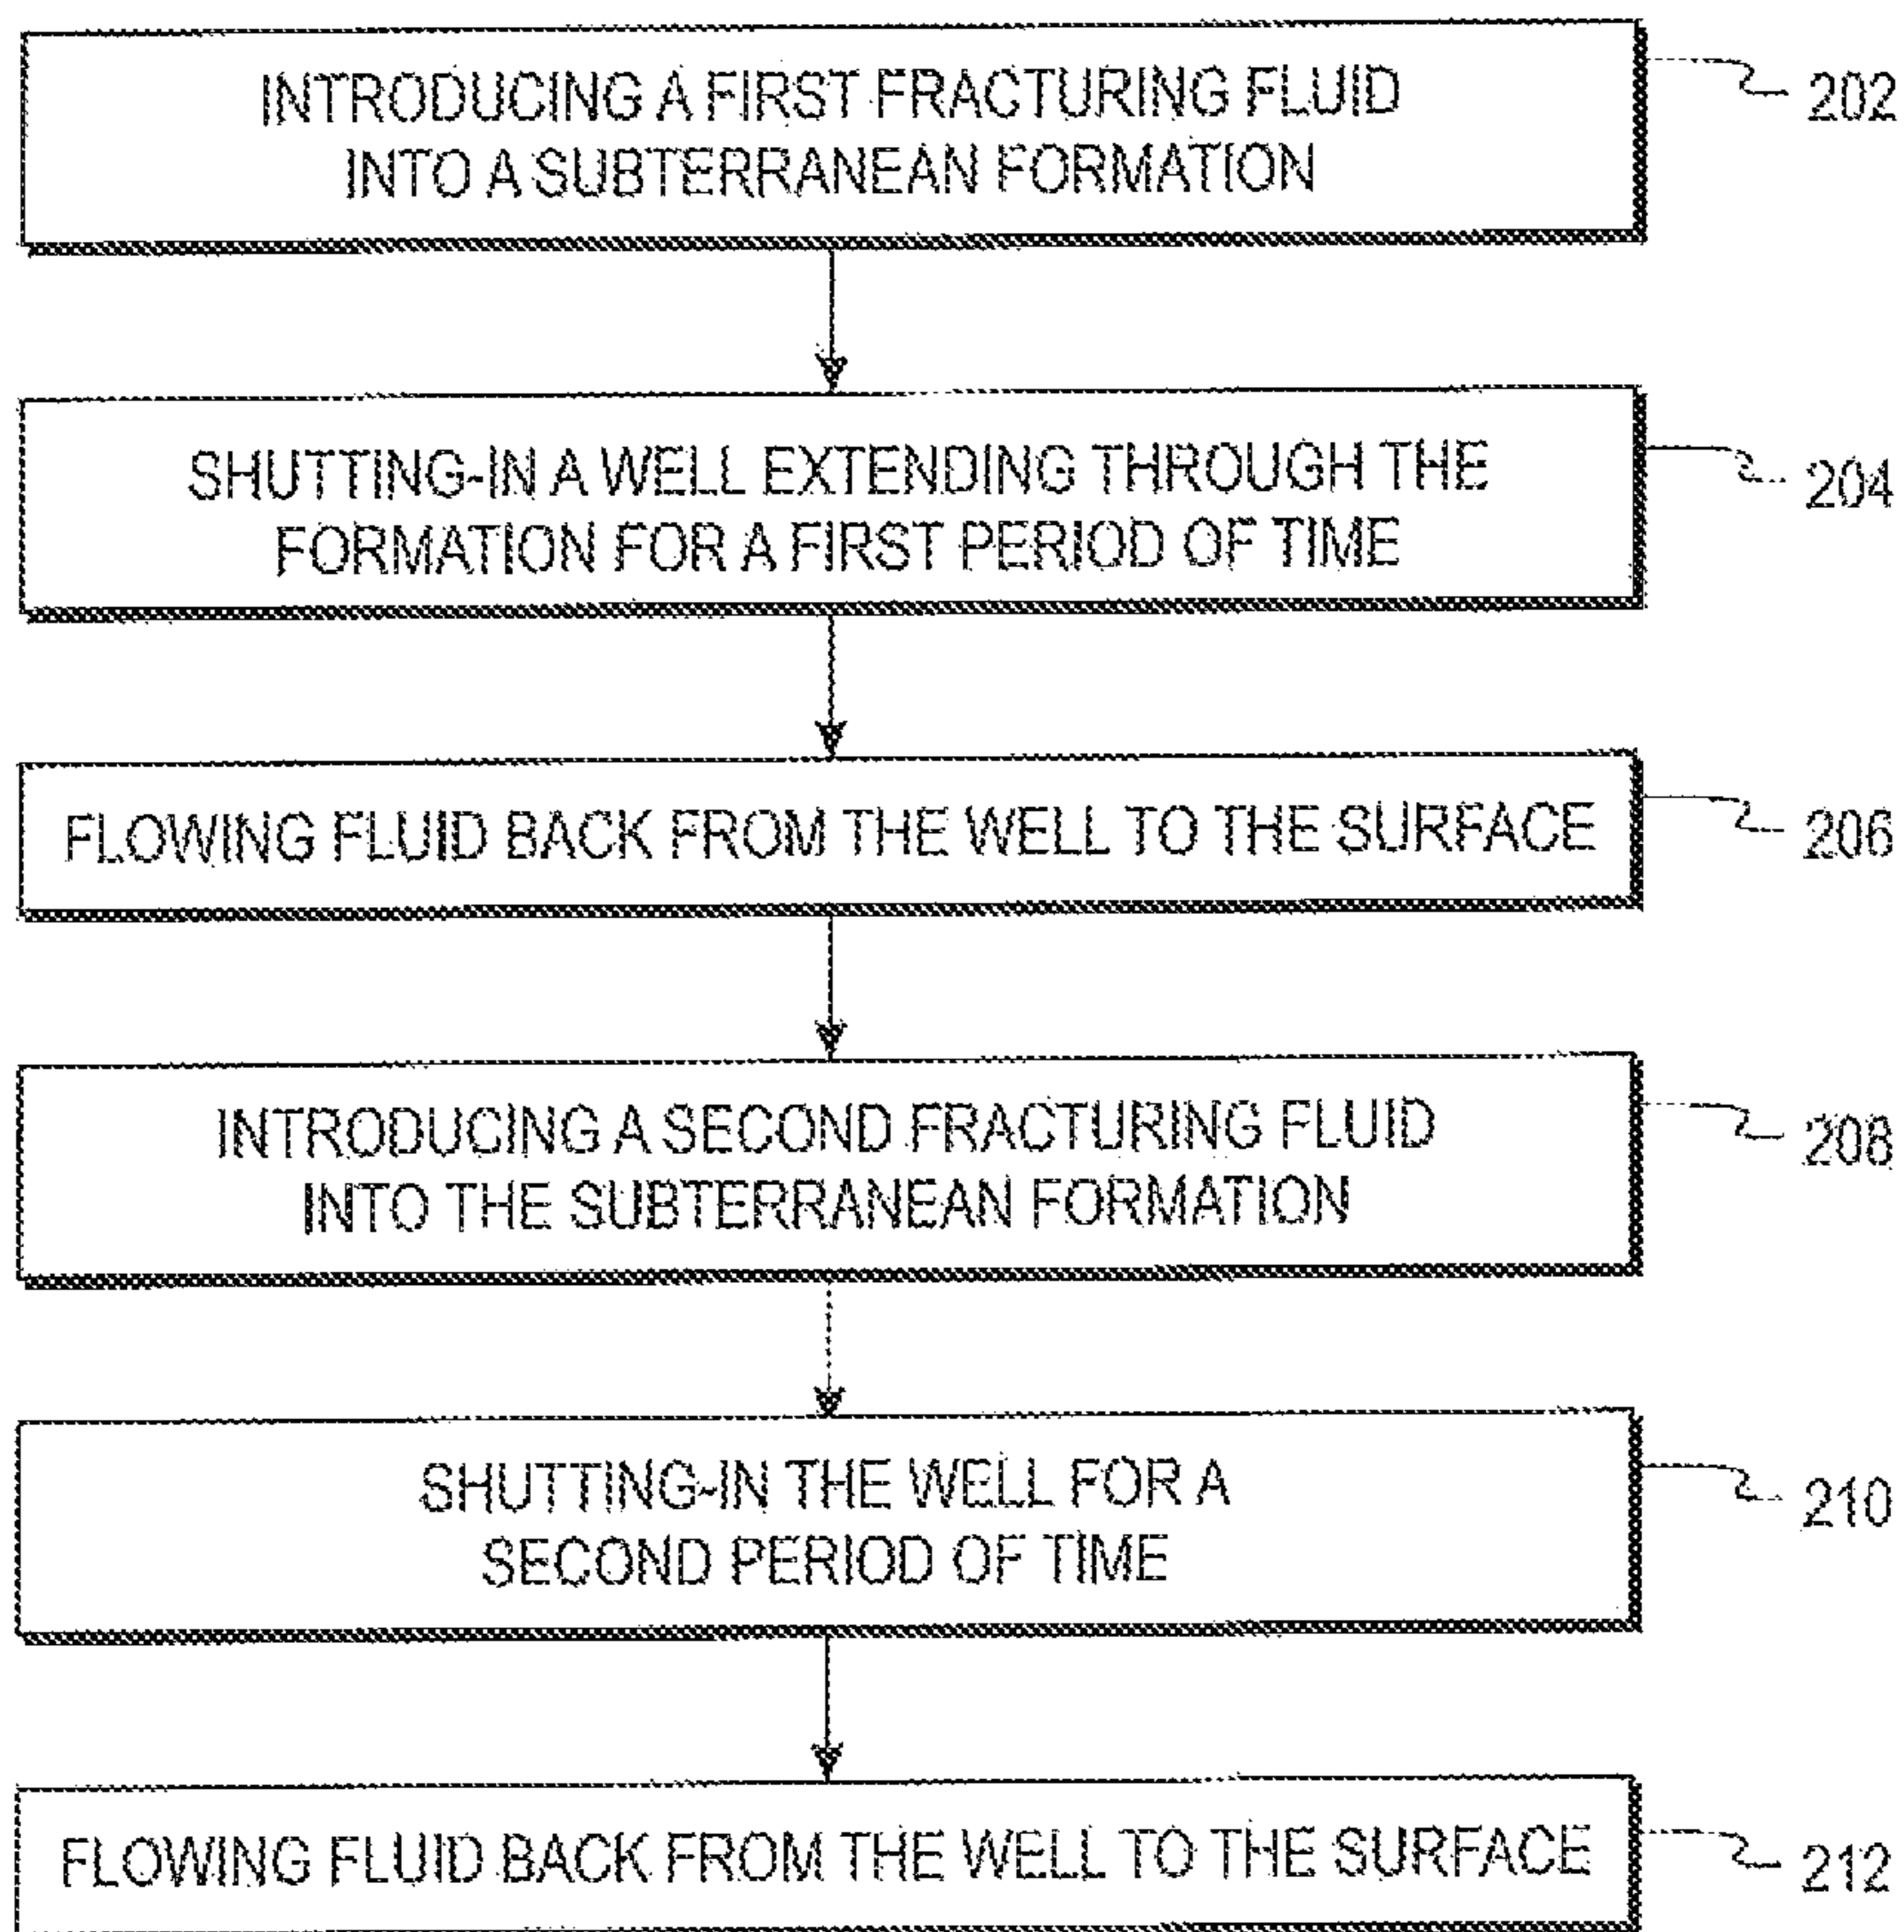 INTRODUCING A FIRST FRACTURING FLUID
INTO A SUBTERRANEAN FORMATION
202
SHUTTING-IN A WELL EXTENDING THROUGH THE
FORMATION FOR A FIRST PERIOD OF TIME
204
FLOWING FLUID BACK FROM THE WELL TO THE SURFACE
206
INTRODUCING A SECOND FRACTURING FLUID
INTO THE SUBTERRANEAN FORMATION
208
SHUTTING-IN THE WELL FOR A
SECOND PERIOD OF TIME
210
FLOWING FLUID BACK FROM THE WELL TO THE SURFACE
212